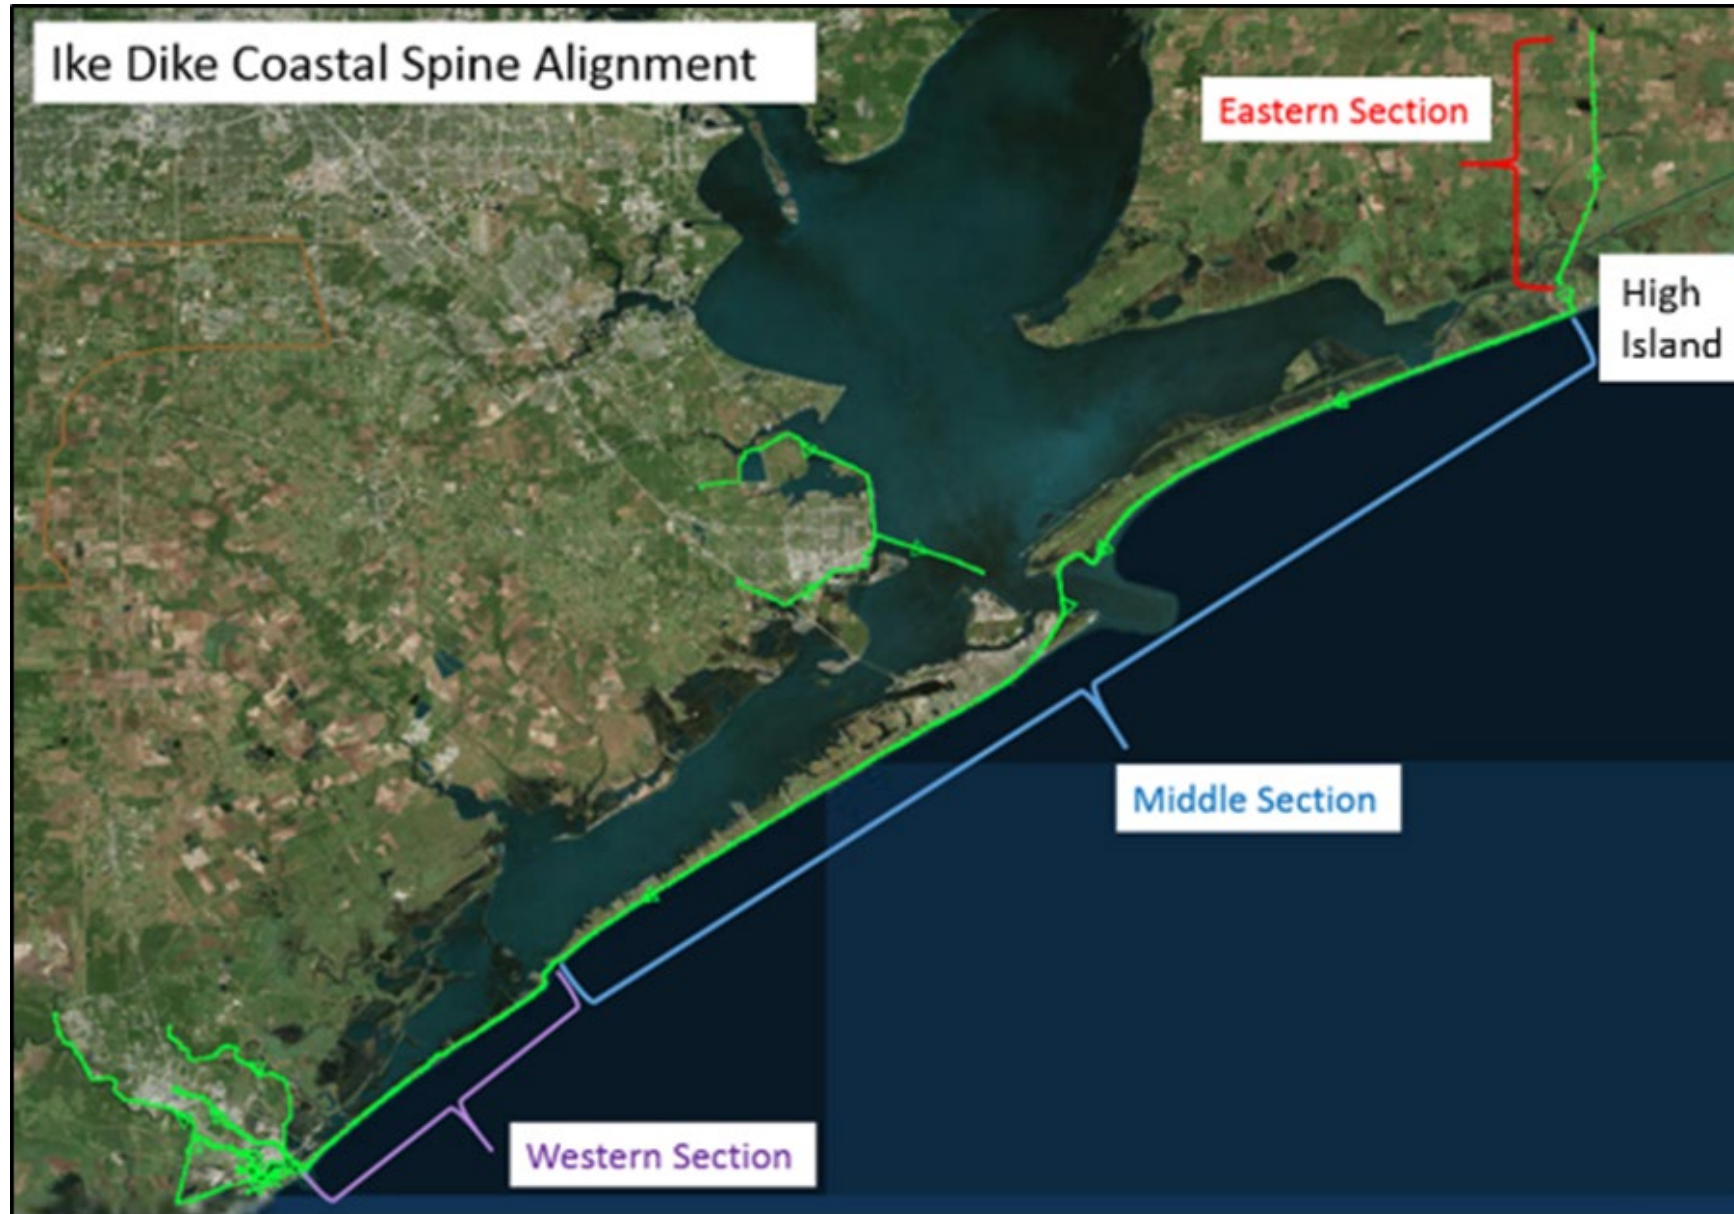 Ike Dike Coastal Spine Alignment
Eastern Section
High
Island
Middle Section
Western Section